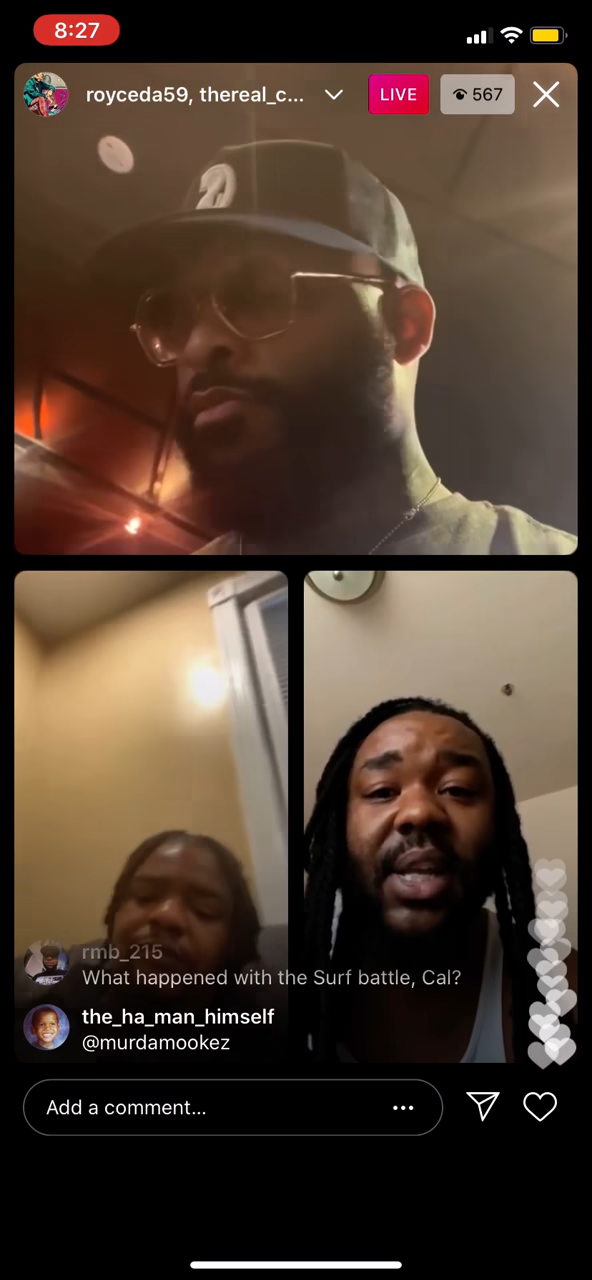 8:27
royceda59, thereal_c...
LIVE
567
rmb_215
What happened with the Surf battle, Cal?
the_ha_man_himself
@murdamookez
Add a comment...